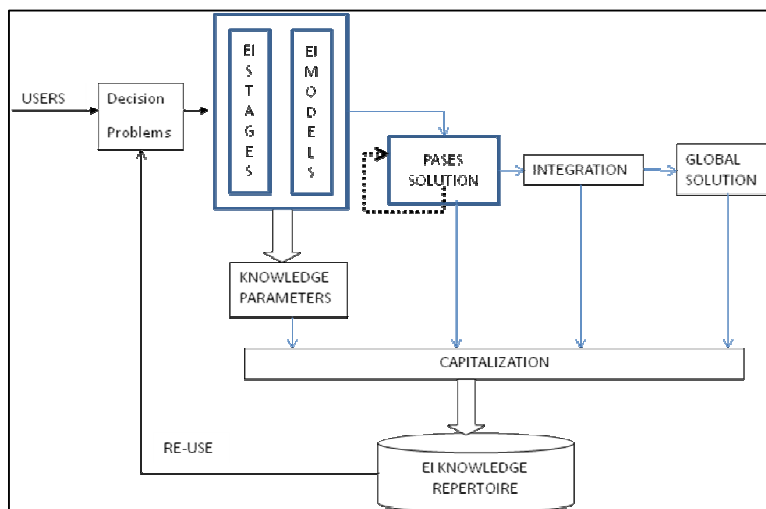 USERS
Decision
Problems
EI
S
T
A
G
E
S
EI
M
O
D
E
L
S
PASES
SOLUTION
INTEGRATION
GLOBAL
SOLUTION
KNOWLEDGE
PARAMETERS
CAPITALIZATION
RE-USE
EI KNOWLEDGE
REPERTOIRE